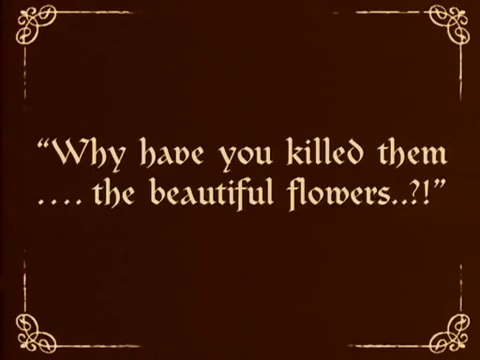 “Why have you killed them
.... the beautiful flowers..?!”